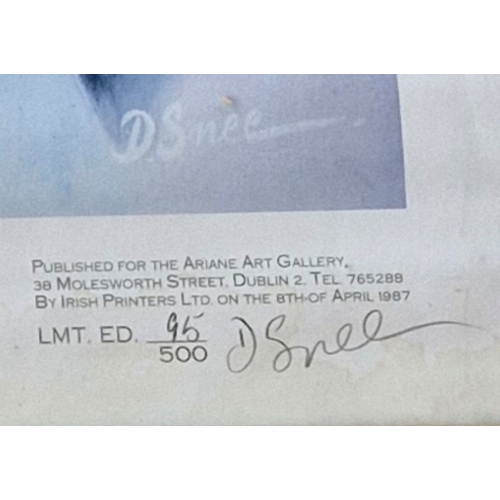 D.Snee
PUBLISHED FOR THE ARIANE ART GALLERY,
38 MOLESWORTH STREET, DUBLIN 2, TEL 765288
BY IRISH PRINTERS LTD. ON THE 8TH OF APRIL 1987
LMT. ED. 95/500 D Snee